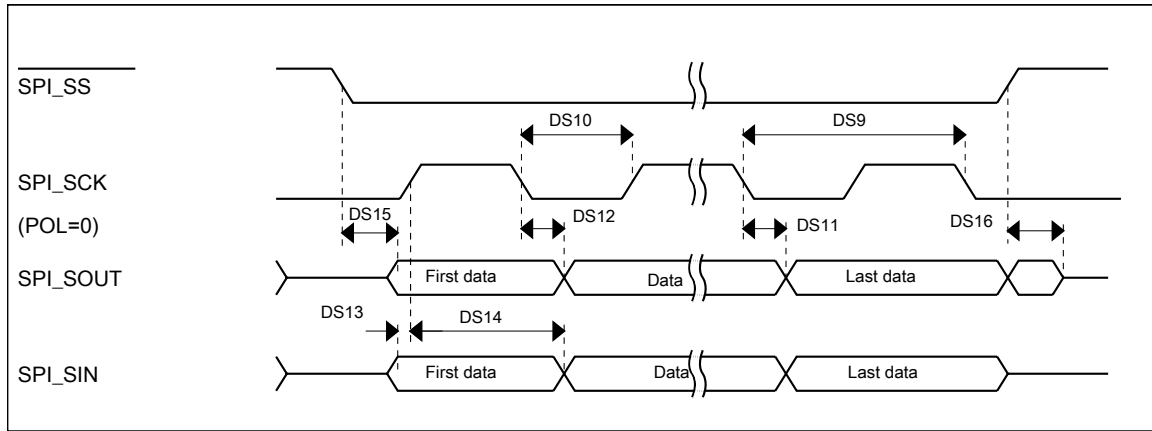 SPI_SS
DS10
DS9
SPI_SCK
(POL=0)
DS15
DS12
DS11
DS16
SPI_SOUT
First data
Data
Last data
DS13
DS14
SPI_SIN
First data
Data
Last data